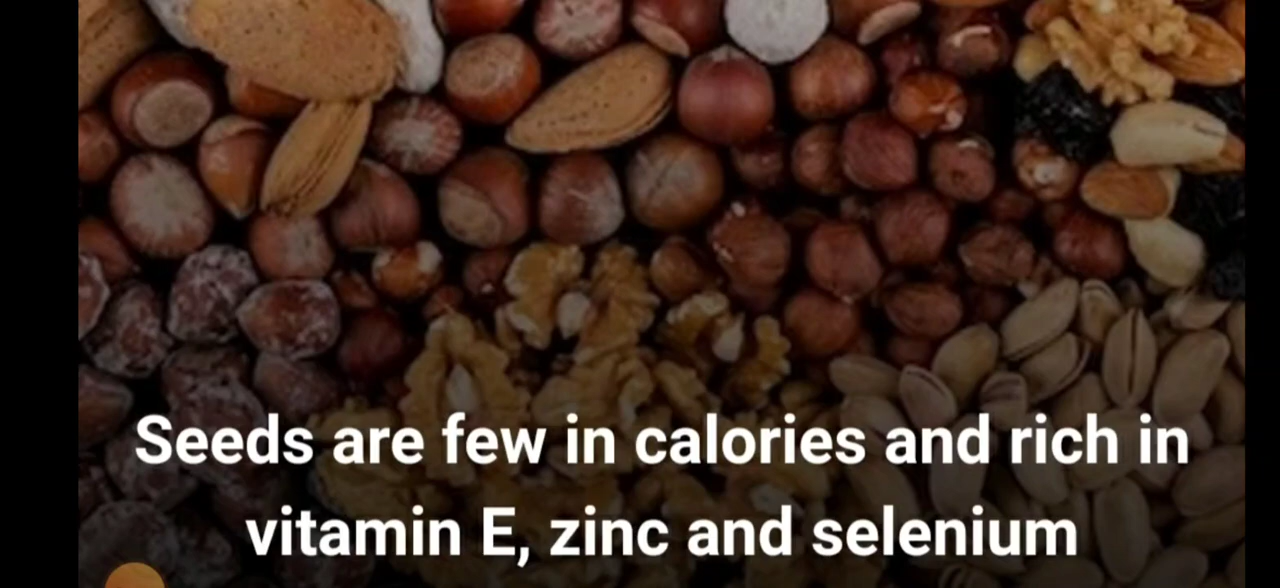 Seeds are few in calories and rich in
vitamin E, zinc and selenium